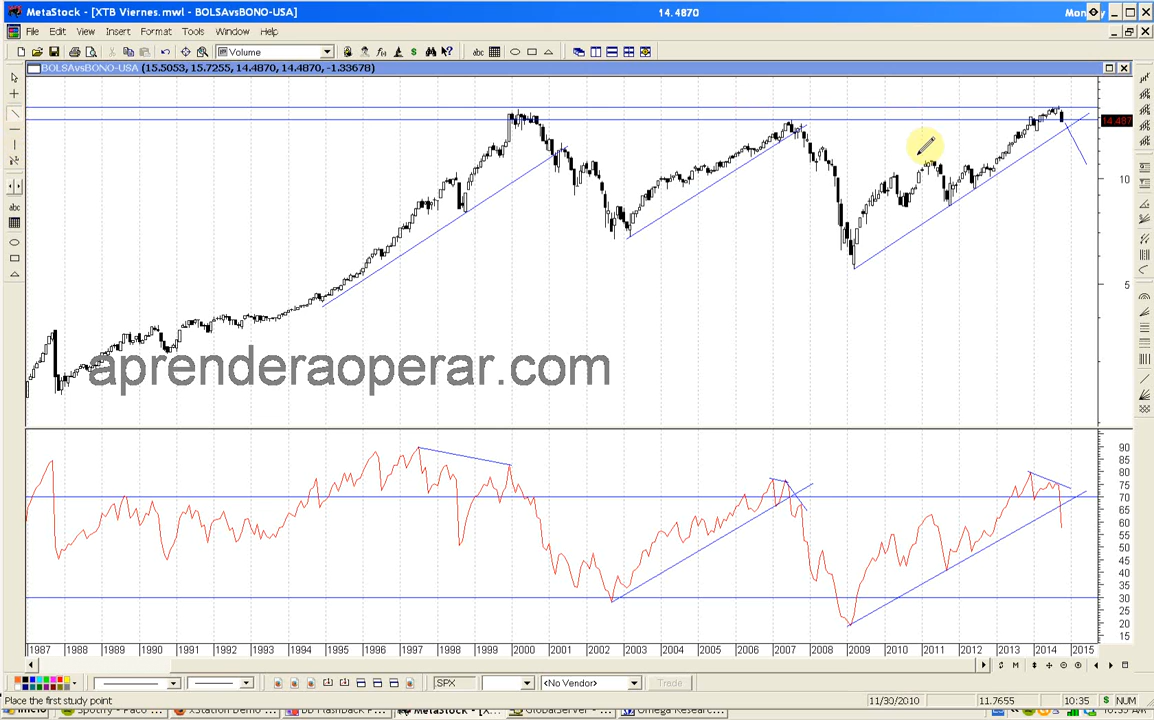 MetaStock - [XTB Viernes.mwl - BOLSAvsBONO-USA] 14.4870
File Edit View Insert Format Tools Window Help
Volume
BOLSAvsBONO-USA (15.5053, 15.7255, 14.4870, 14.4870, -1.33678)
14.487
10
5
aprenderaoperar.com
90
85
80
75
70
65
60
55
50
45
40
35
30
25
20
15
1987 1988 1989 1990 1991 1992 1993 1994 1995 1996 1997 1998 1999 2000 2001 2002 2003 2004 2005 2006 2007 2008 2009 2010 2011 2012 2013 2014 2015
SPX <No Vendor> Trade
Place the first study point 11/30/2010 11.7655 10:35 $ NUM